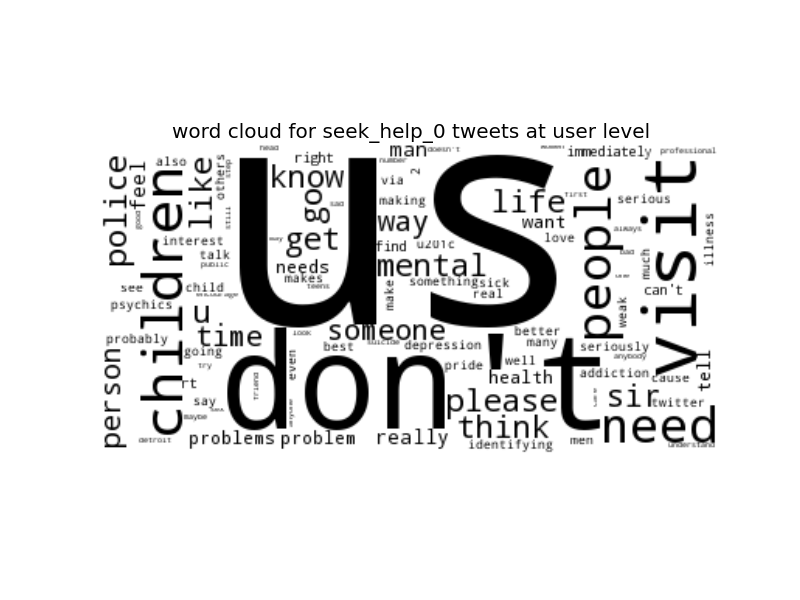 word cloud for seek_help_0 tweets at user level
us
don't
children
visit
people
need
police
feel
also
like
others
step
still
good
head
right
know
go
sad
get
needs
makes
teens
interest
talk
public
see
child
psychics
u
time
probably
going
try
person
rt
say
maybe
detroit
problems
problem
friend
even
look
best
someone
suicide
depression
really
man
doesn't
number
via
2
making
way
find
u201c
mental
make
something
sick
real
life
want
love
first
women
immediately
professional
serious
always
bad
much
can't
weak
illness
better
many
seriously
anybody
pride
well
health
addiction
cause
tell
please
think
identifying
men
sir
twitter
understand